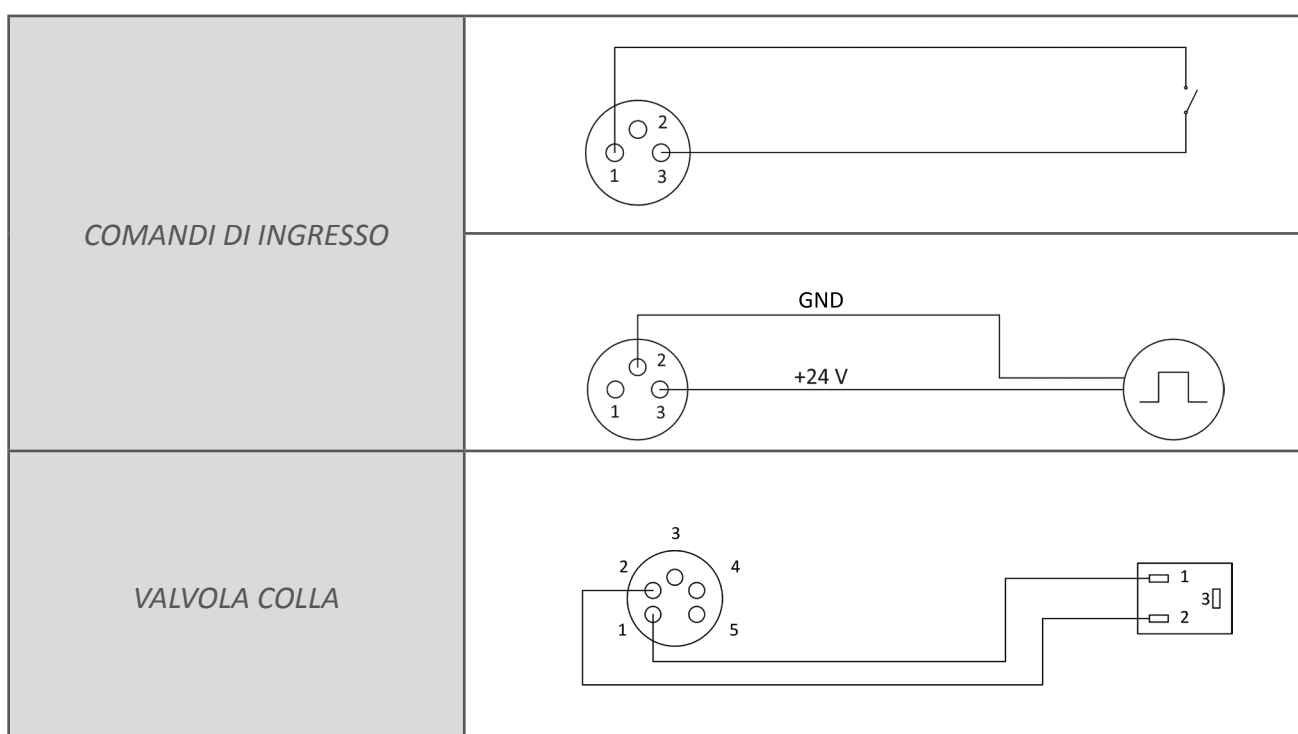 COMANDI DI INGRESSO
2
1 3
GND
+24 V
2
1 3
VALVOLA COLLA
3
2 4
1 5
1
3
2